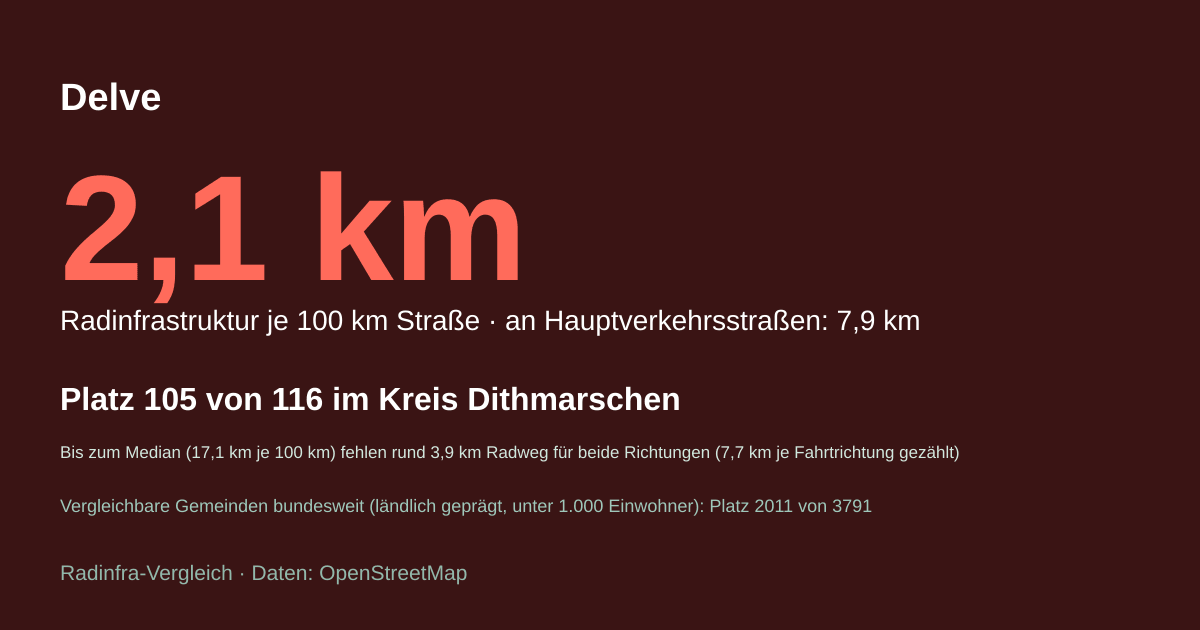 Delve
2,1 km
Radinfrastruktur je 100 km Straße · an Hauptverkehrsstraßen: 7,9 km
Platz 105 von 116 im Kreis Dithmarschen
Bis zum Median (17,1 km je 100 km) fehlen rund 3,9 km Radweg für beide Richtungen (7,7 km je Fahrtrichtung gezählt)
Vergleichbare Gemeinden bundesweit (ländlich geprägt, unter 1.000 Einwohner): Platz 2011 von 3791
Radinfra-Vergleich · Daten: OpenStreetMap